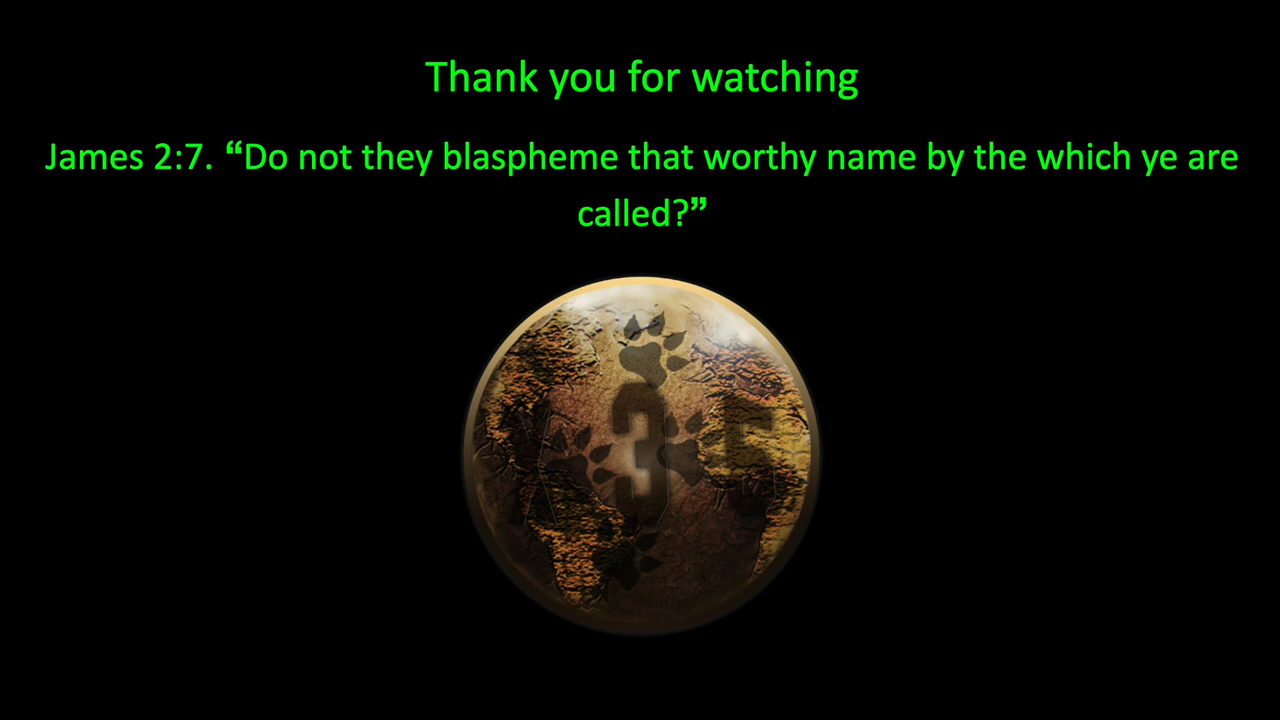 Thank you for watching
James 2:7. “Do not they blaspheme that worthy name by the which ye are
called?”
3